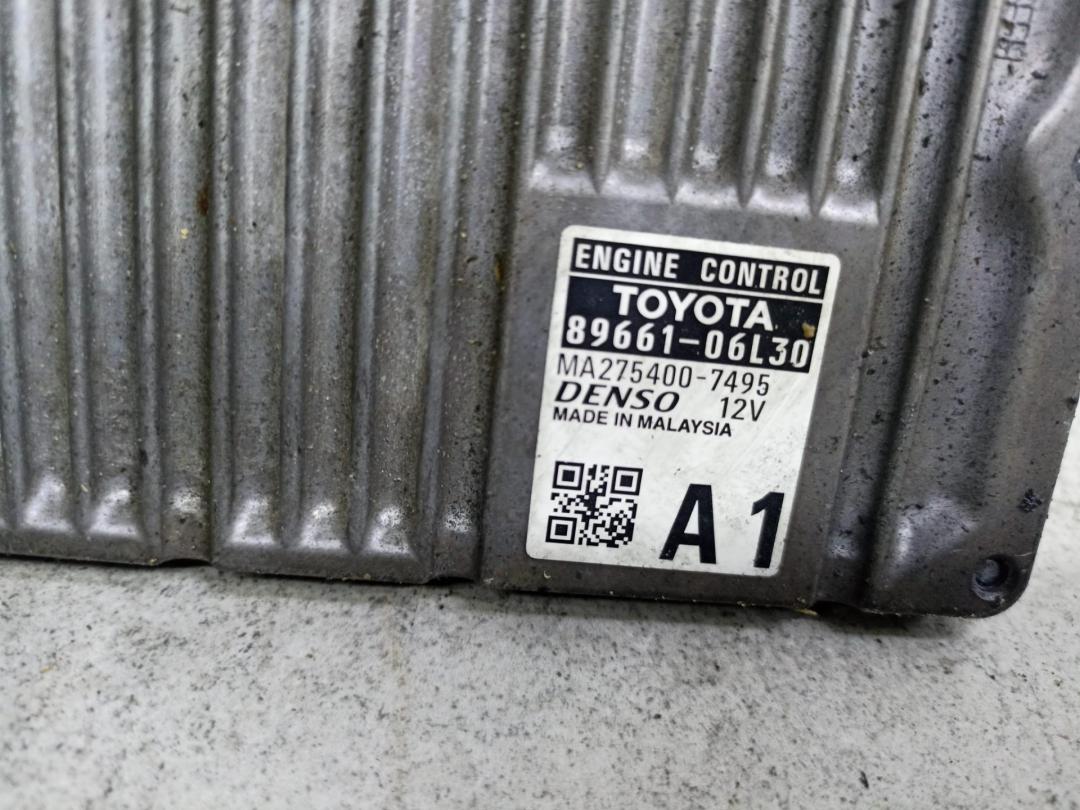 ENGINE CONTROL
TOYOTA
89661-06L30
MA275400-7495
DENSO 12V
MADE IN MALAYSIA
A1